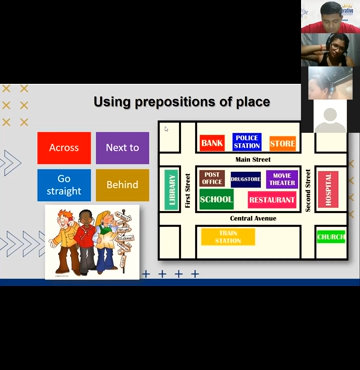 Using prepositions of place
Across
Next to
Go
straight
Behind
BANK
POLICE
STATION
STORE
Main Street
LIBRARY
First Street
POST
OFFICE
DRUGSTORE
MOVIE
THEATER
Second Street
HOSPITAL
SCHOOL
RESTAURANT
Central Avenue
TRAIN
STATION
CHURCH